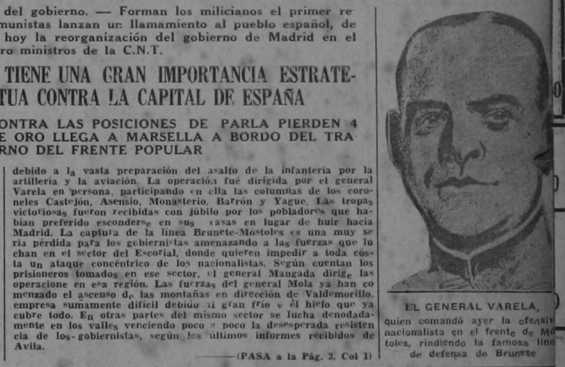 del gobierno. — Forman los milicianos el primer re-
munistas lanzan un llamamiento al pueblo español, de
hoy la reorganización del gobierno de Madrid en el
ro ministros de la C.N.T.
TIENE UNA GRAN IMPORTANCIA ESTRATE-
TUA CONTRA LA CAPITAL DE ESPAÑA
ONTRA LAS POSICIONES DE PARLA PIERDEN 4
E ORO LLEGA A MARSELLA A BORDO DEL TRA
RNO DEL FRENTE POPULAR
debido a la vasta preparación del asalto de la infantería por la
artillería y la aviación. La operación fué dirigida por el general
Varela en persona, participando en ella las columnas de los coro-
neles Castejón, Asensio, Monasterio, Barrón y Yague. Las tropas
victoriosas fueron recibidas con júbilo por los pobladores que ha-
bían preferido esconderse en sus casas en lugar de huir hacia
Madrid. La captura de la línea Brunete-Móstoles es una muy se
ria pérdida para los gobiernistas amenazando a las fuerzas que lu
chan en el sector del Escorial, donde quieren impedir a toda cós-
ta un ataque concéntrico de los nacionalistas. Según cuentan los
prisioneros tomados en ese sector, el general Mangada dirige las
operaciones en esa región. Las fuerzas del general Mola ya han co
menzado el ascenso de las montañas en dirección de Valdemorillo,
empresa sumamente difícil debido al gran frío y el hielo que ya
cubre todo. En otras partes del mismo sector se lucha denodada-
mente en los valles venciendo poco a poco la desesperada resisten
cia de los gobiernistas, según los últimos informes recibidos de
Avila.
(PASA a la Pág. 3, Col 1)
EL GENERAL VARELA,
quien comandó ayer la ofensiv
nacionalista en el frente de Mó
toles, rindiendo la famosa line
de defensa de Brunete